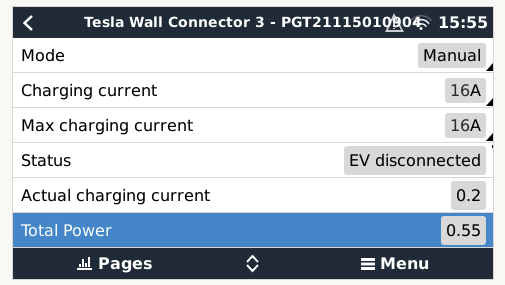 Tesla Wall Connector 3 - PGT21115010904 15:55
Mode Manual
Charging current 16A
Max charging current 16A
Status EV disconnected
Actual charging current 0.2
Total Power 0.55
Pages Menu